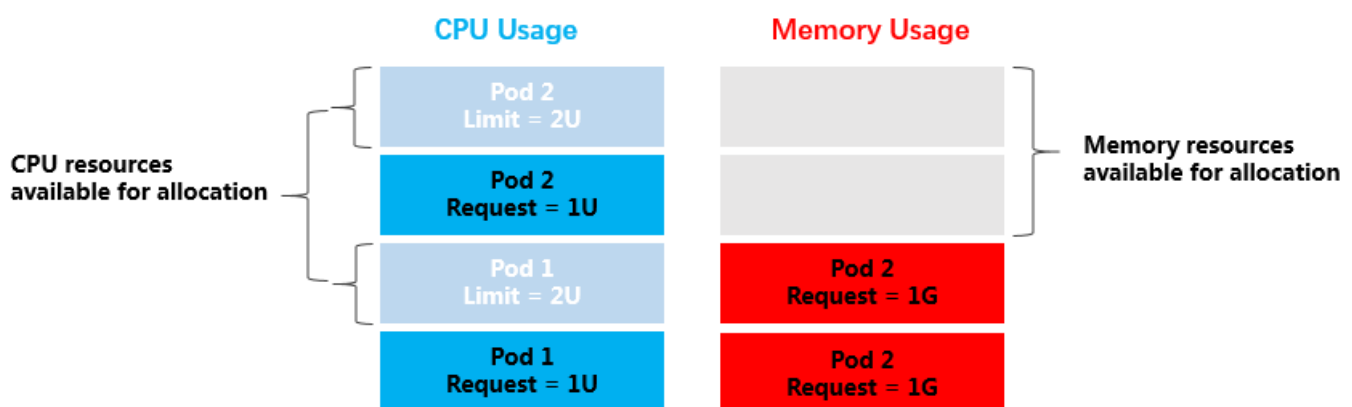 CPU Usage
Memory Usage
Pod 2
Limit = 2U
CPU resources
available for allocation
Pod 2
Request = 1U
Memory resources
available for allocation
Pod 1
Limit = 2U
Pod 2
Request = 1G
Pod 1
Request = 1U
Pod 2
Request = 1G